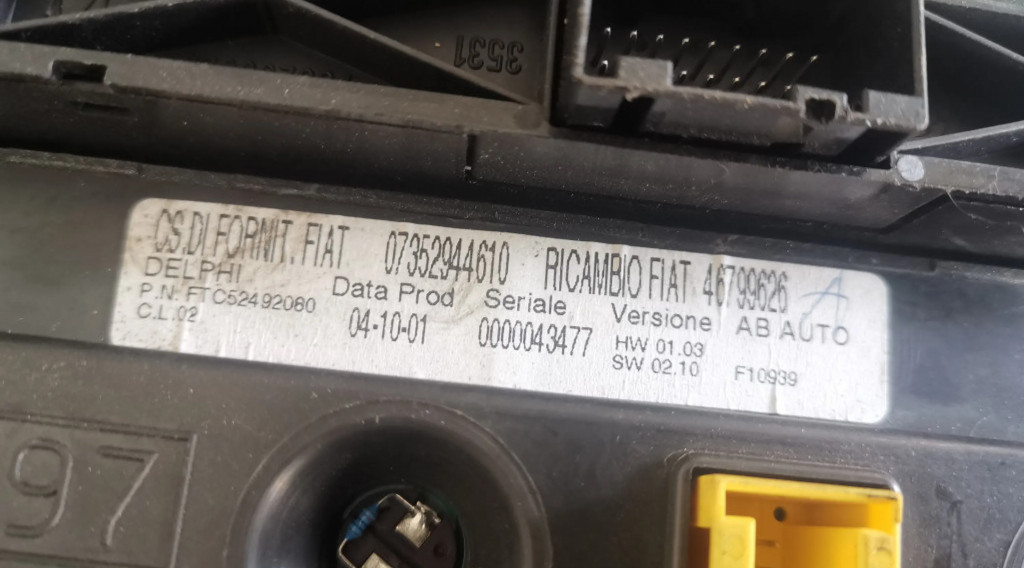 3531
CS.DI FORNIT. FIAT 07352944610 RICAMBIO FIAT 46799626 A
DELPHI Data Prod Seriale Versione AB AUTO
P.N. FTC52492080 04-10-01 0000043477 HW 01.03
C.L.02 SW 02.10 F10939
97